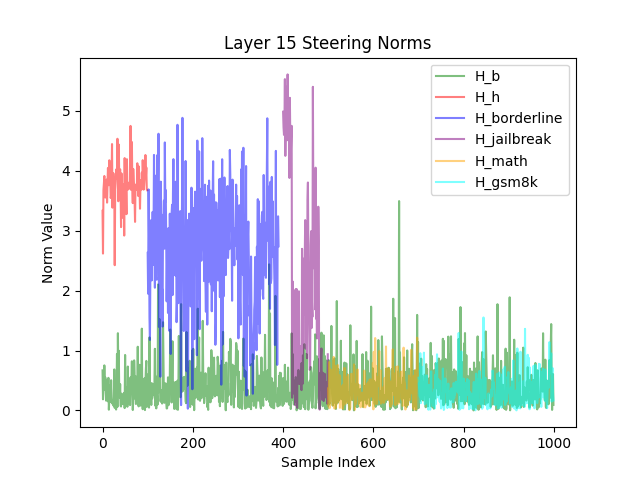 Layer 15 Steering Norms
H_b
H_h
H_borderline
H_jailbreak
H_math
H_gsm8k
Norm Value
5
4
3
2
1
0
0 200 400 600 800 1000
Sample Index